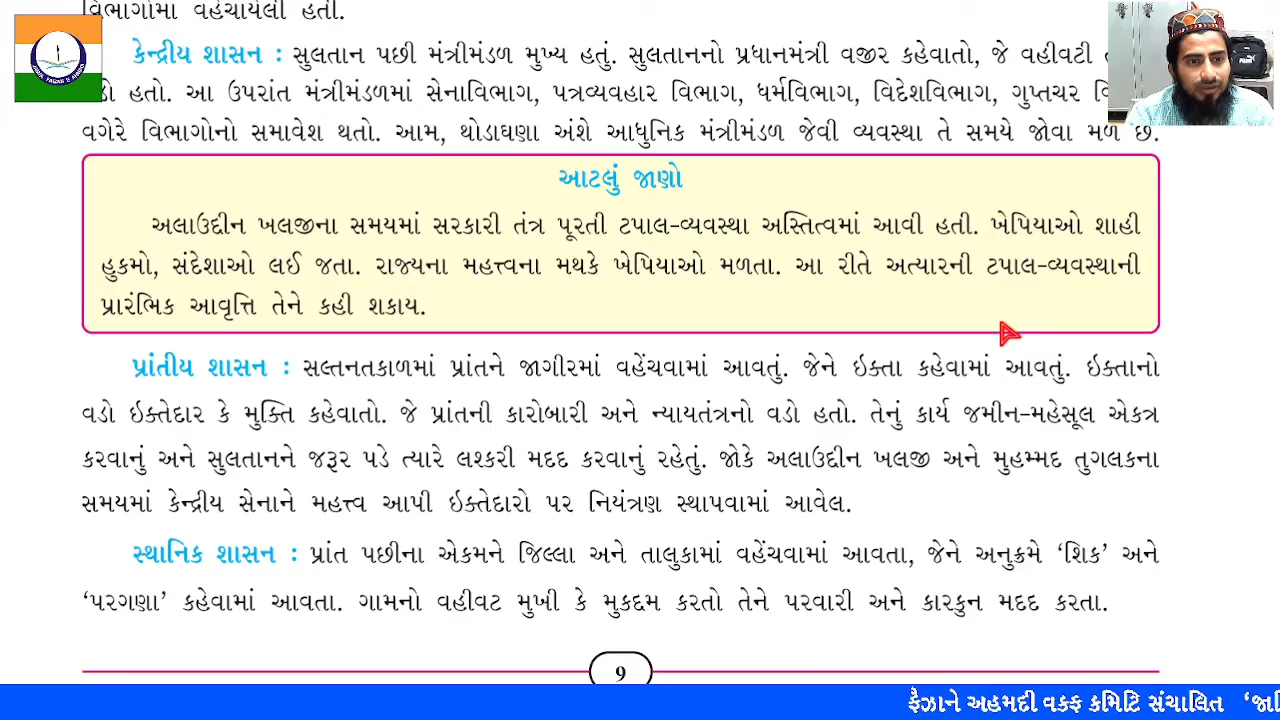 વિભાગોમાં વહેંચાયેલી હતી.
કેન્દ્રીય શાસન : સુલતાન પછી મંત્રીમંડળ મુખ્ય હતું. સુલતાનનો પ્રધાનમંત્રી વજીર કહેવાતો, જે વહીવટી
હતો. આ ઉપરાંત મંત્રીમંડળમાં સેનાવિભાગ, પત્રવ્યવહાર વિભાગ, ધર્મવિભાગ, વિદેશવિભાગ, ગુપ્તચર
વગેરે વિભાગોનો સમાવેશ થતો. આમ, થોડાઘણા અંશે આધુનિક મંત્રીમંડળ જેવી વ્યવસ્થા તે સમયે જોવા મળે છે.
આટલું જાણો
અલાઉદ્દીન ખલજીના સમયમાં સરકારી તંત્ર પૂરતી ટપાલ-વ્યવસ્થા અસ્તિત્વમાં આવી હતી. ખેપિયાઓ શાહી
હુકમો, સંદેશાઓ લઈ જતા. રાજ્યના મહત્ત્વના મથકે ખેપિયાઓ મળતા. આ રીતે અત્યારની ટપાલ-વ્યવસ્થાની
પ્રારંભિક આવૃત્તિ તેને કહી શકાય.
પ્રાંતીય શાસન : સલ્તનતકાળમાં પ્રાંતને જાગીરમાં વહેંચવામાં આવતું. જેને ઇક્તા કહેવામાં આવતું. ઇક્તાનો
વડો ઇક્તેદાર કે મુક્તિ કહેવાતો. જે પ્રાંતની કારોબારી અને ન્યાયતંત્રનો વડો હતો. તેનું કાર્ય જમીન-મહેસૂલ એકત્ર
કરવાનું અને સુલતાનને જરૂર પડે ત્યારે લશ્કરી મદદ કરવાનું રહેતું. જોકે અલાઉદ્દીન ખલજી અને મુહમ્મદ તુગલકના
સમયમાં કેન્દ્રીય સેનાને મહત્ત્વ આપી ઇક્તેદારો પર નિયંત્રણ સ્થાપવામાં આવેલ.
સ્થાનિક શાસન : પ્રાંત પછીના એકમને જિલ્લા અને તાલુકામાં વહેંચવામાં આવતા, જેને અનુક્રમે ‘શિક’ અને
‘પરગણા’ કહેવામાં આવતા. ગામનો વહીવટ મુખી કે મુકદ્દમ કરતો તેને પરવારી અને કારકુન મદદ કરતા.
9
ફૈઝાને અહમદી વકફ કમિટિ સંચાલિત